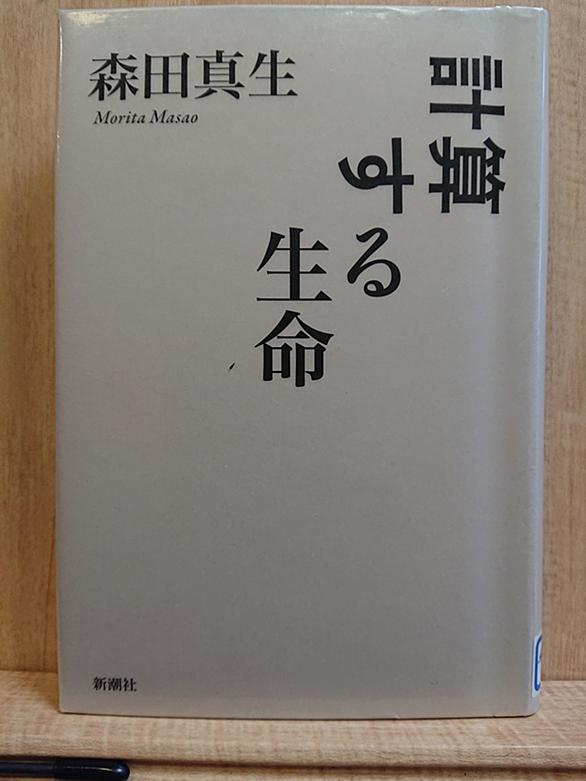 森田真生
Morita Masao
計算
する
生命
新潮社